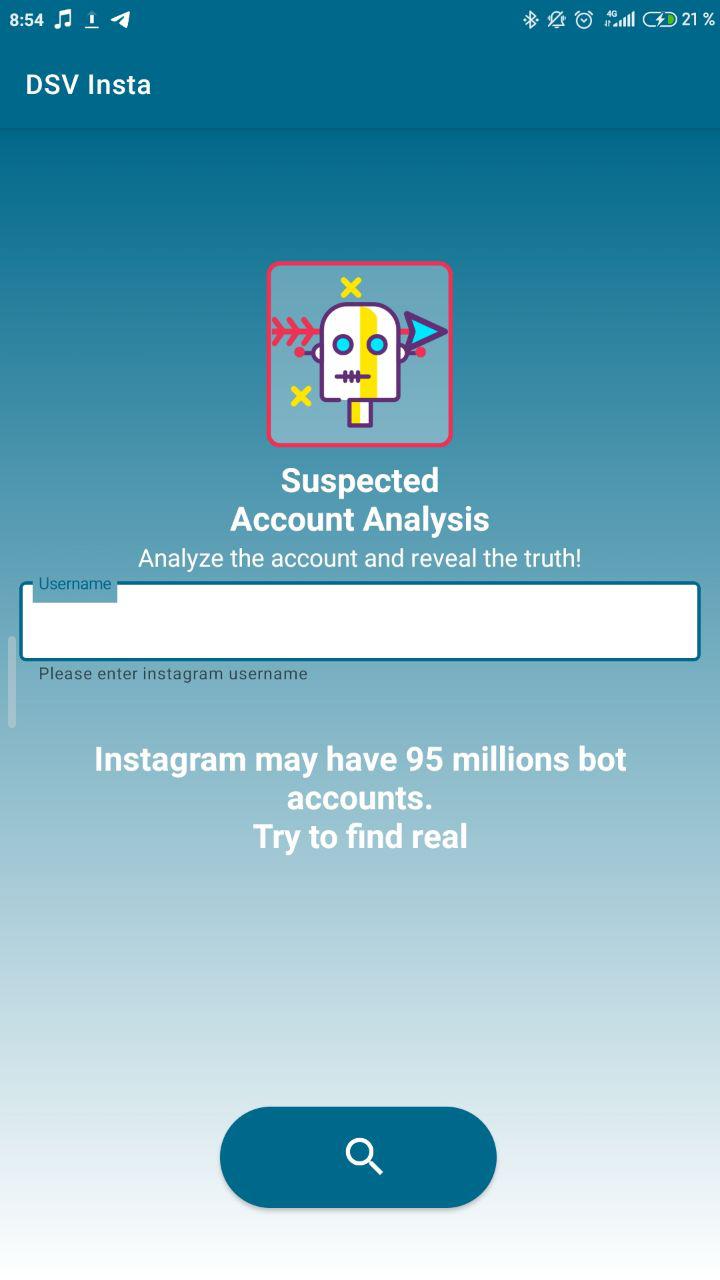 8:54 4G 21 %
DSV Insta
Suspected
Account Analysis
Analyze the account and reveal the truth!
Username
Please enter instagram username
Instagram may have 95 millions bot
accounts.
Try to find real